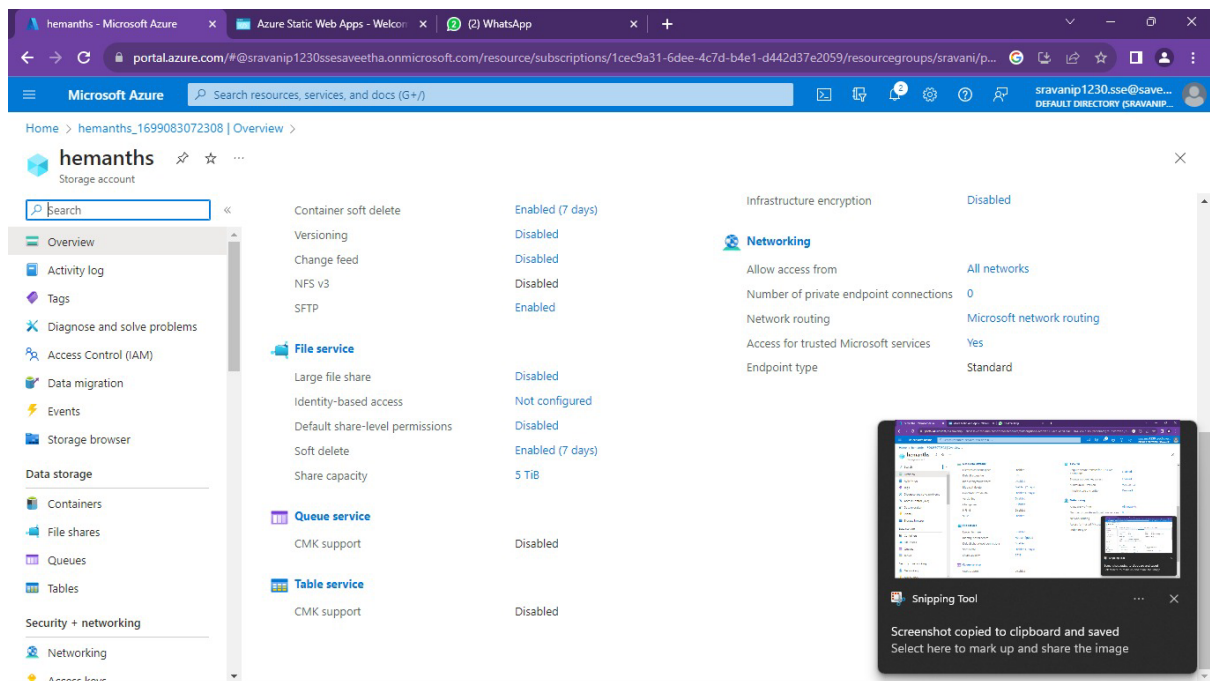 hemanths - Microsoft Azure
Azure Static Web Apps - Welcon
(2) WhatsApp
portal.azure.com/#@sravanip1230ssesaveetha.onmicrosoft.com/resource/subscriptions/1cec9a31-6dee-4c7d-b4e1-d442d37e2059/resourcegroups/sravani/p...
Microsoft Azure
Search resources, services, and docs (G+/)
2
sravanip1230.sse@save...
DEFAULT DIRECTORY (SRAVANIP...
Home > hemanths_1699083072308 | Overview >
hemanths
Storage account
Search
Overview
Activity log
Tags
Diagnose and solve problems
Access Control (IAM)
Data migration
Events
Storage browser
Data storage
Containers
File shares
Queues
Tables
Security + networking
Networking
Access keys
Container soft delete Enabled (7 days)
Versioning Disabled
Change feed Disabled
NFS v3 Disabled
SFTP Enabled
File service
Large file share Disabled
Identity-based access Not configured
Default share-level permissions Disabled
Soft delete Enabled (7 days)
Share capacity 5 TiB
Queue service
CMK support Disabled
Table service
CMK support Disabled
Infrastructure encryption Disabled
Networking
Allow access from All networks
Number of private endpoint connections 0
Network routing Microsoft network routing
Access for trusted Microsoft services Yes
Endpoint type Standard
Snipping Tool
Screenshot copied to clipboard and saved
Select here to mark up and share the image